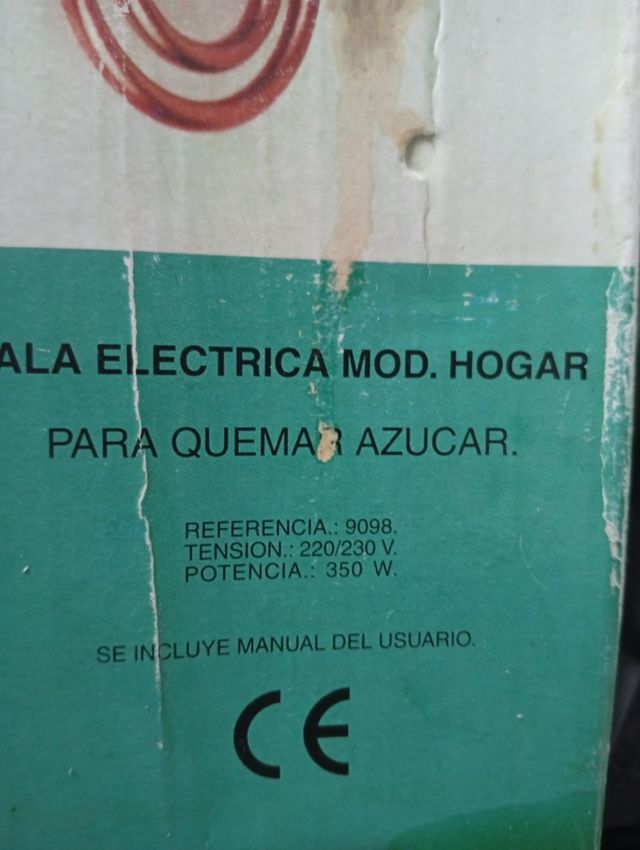 ALA ELECTRICA MOD. HOGAR
PARA QUEMAR AZUCAR.
REFERENCIA.: 9098.
TENSION.: 220/230 V.
POTENCIA.: 350 W.
SE INCLUYE MANUAL DEL USUARIO.
CE